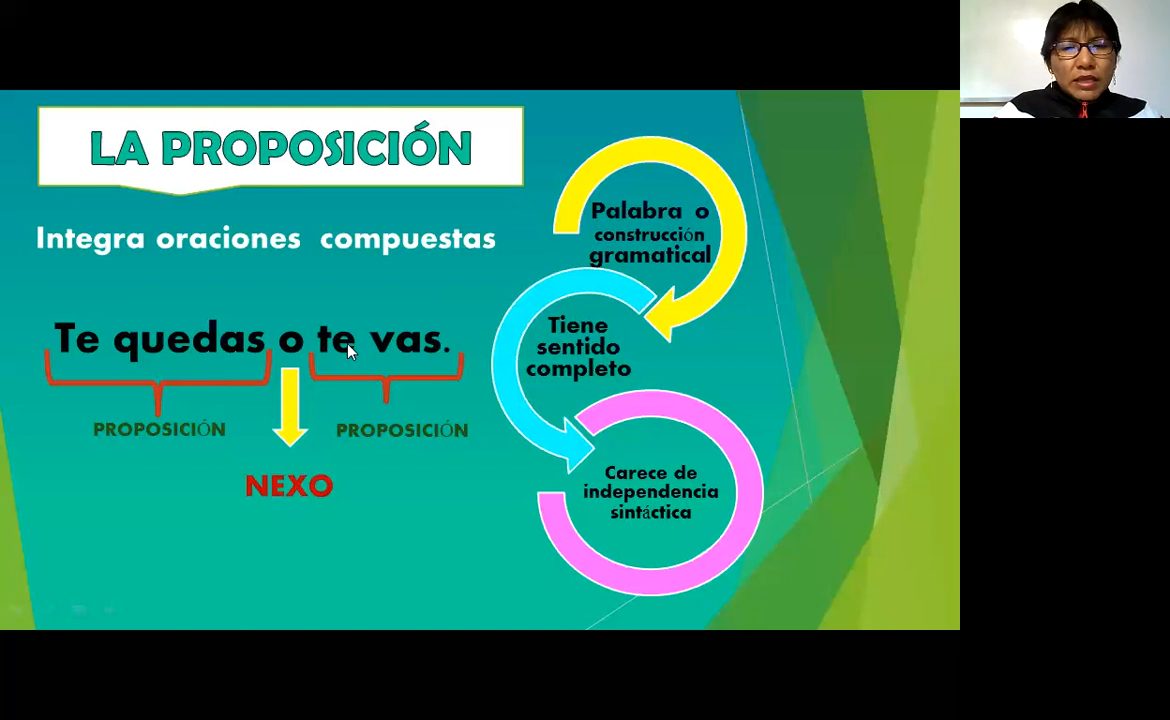 LA PROPOSICIÓN
Integra oraciones compuestas
Te quedas o te vas.
PROPOSICIÓN
PROPOSICIÓN
NEXO
Palabra o
construcción
gramatical
Tiene
sentido
completo
Carece de
independencia
sintáctica